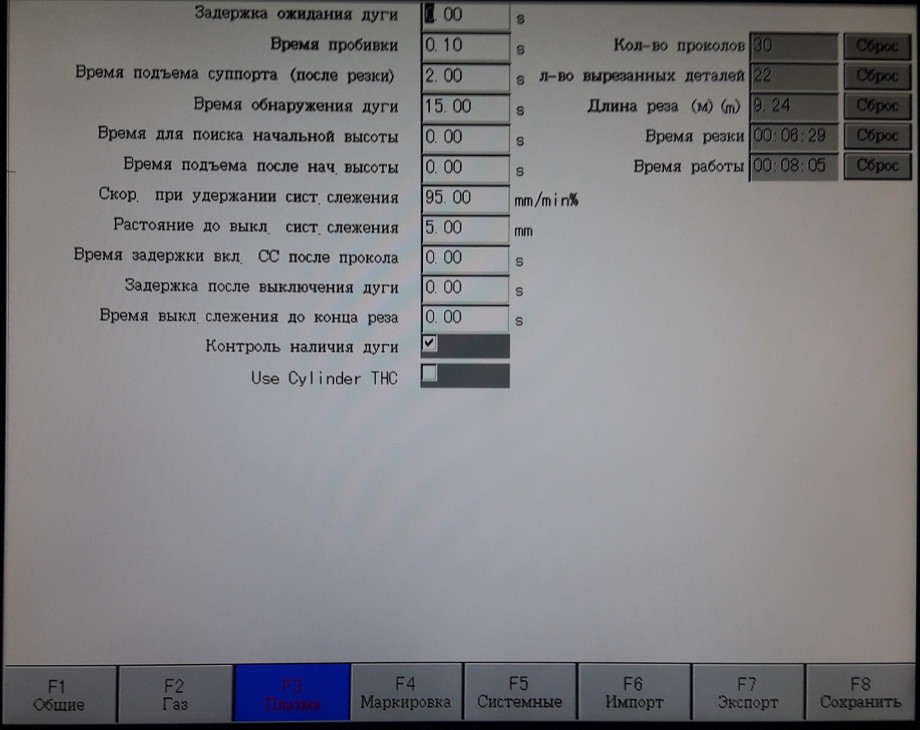 Задержка ожидания дуги 0.00 s
Время пробивки 0.10 s
Время подъема суппорта (после резки) 2.00 s
Время обнаружения дуги 15.00 s
Время для поиска начальной высоты 0.00 s
Время подъема после нач. высоты 0.00 s
Скор. при удержании сист. слежения 95.00 mm/min%
Растояние до выкл. сист. слежения 5.00 mm
Время задержки вкл. СС после прокола 0.00 s
Задержка после выключения дуги 0.00 s
Время выкл. слежения до конца реза 0.00 s
Контроль наличия дуги
Use Cylinder THC
Кол-во проколов 30 Сброс
л-во вырезанных деталей 22 Сброс
Длина реза (м) (m) 9.24 Сброс
Время резки 00:06:29 Сброс
Время работы 00:08:05 Сброс
F1 F2 F3 F4 F5 F6 F7 F8
Общие Газ Плазма Маркировка Системные Импорт Экспорт Сохранить